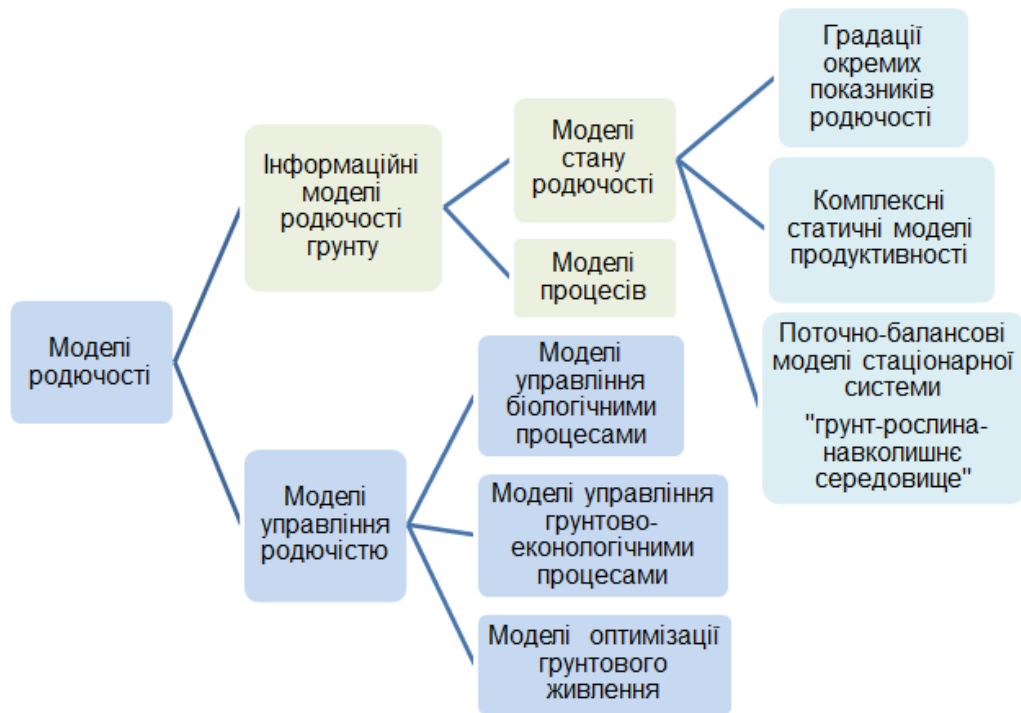 Моделі
родючості
Інформаційні
моделі
родючості
грунту
Моделі
управління
родючістю
Моделі
стану
родючості
Моделі
процесів
Моделі
управління
біологічними
процесами
Моделі управління
грунтово-
еконологічними
процесами
Моделі оптимізації
грунтового
живлення
Градації
окремих
показників
родючості
Комплексні
статичні моделі
продуктивності
Поточно-балансові
моделі стаціонарної
системи
"грунт-рослина-
навколишнє
середовище"